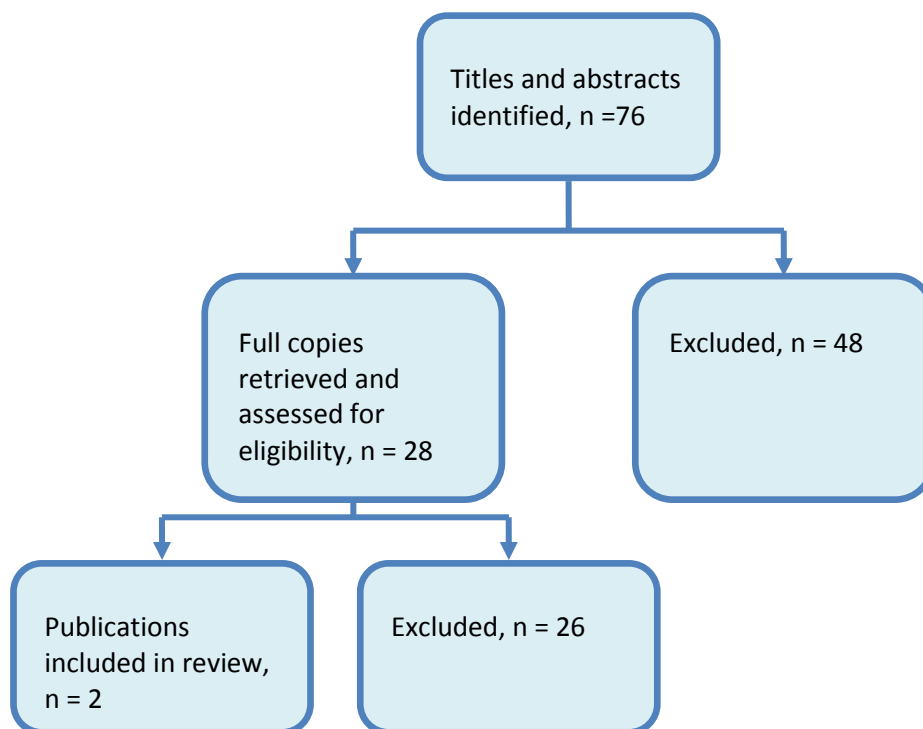 Titles and abstracts
identified, n =76
Full copies
retrieved and
assessed for
eligibility, n = 28
Excluded, n = 48
Publications
included in review,
n = 2
Excluded, n = 26